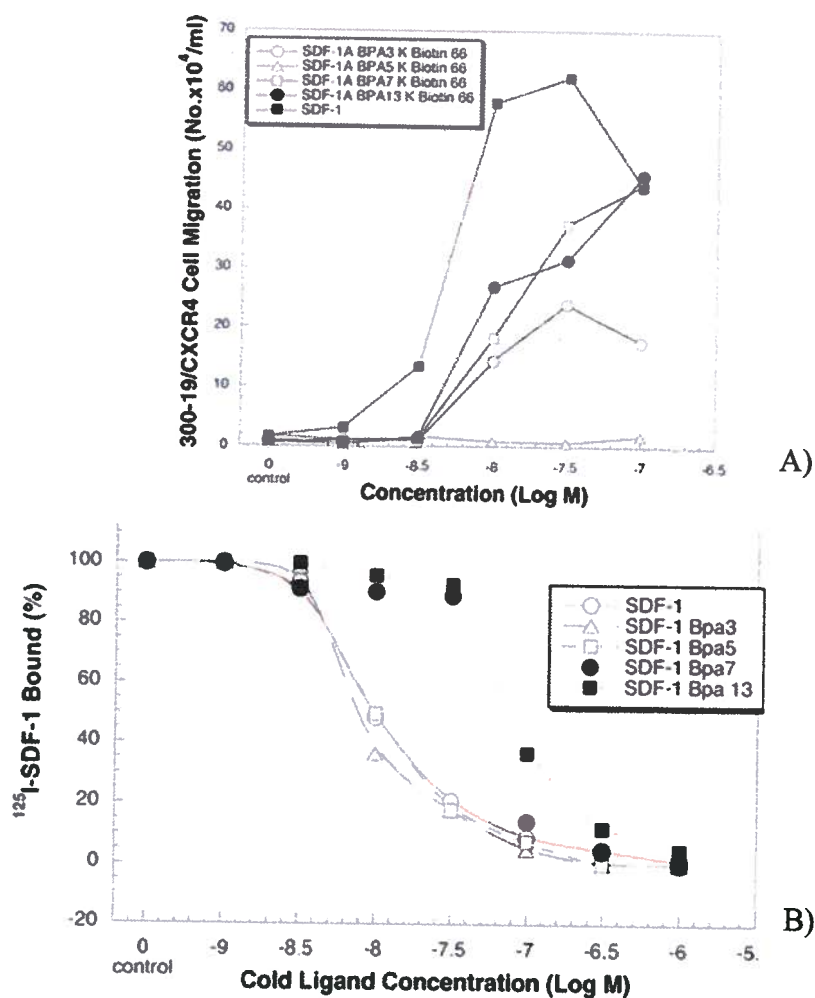 70
60
50
40
30
20
10
0
300-19/CXCR4 Cell Migration (No.x10⁴/ml)
SDF-1A BPA3 K Biotin 66
SDF-1A BPA5 K Biotin 66
SDF-1A BPA7 K Biotin 66
SDF-1A BPA13 K Biotin 66
SDF-1
0 -9 -8.5 -8 -7.5 -7 -6.5
control
Concentration (Log M)
A)
100
80
60
40
20
0
-20
¹²⁵I-SDF-1 Bound (%)
SDF-1
SDF-1 Bpa3
SDF-1 Bpa5
SDF-1 Bpa7
SDF-1 Bpa 13
0 -9 -8.5 -8 -7.5 -7 -6.5 -6 -5.
control
Cold Ligand Concentration (Log M)
B)